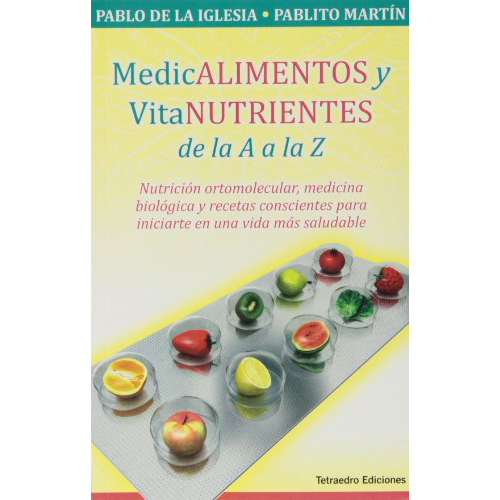 PABLO DE LA IGLESIA • PABLITO MARTÍN
MedicALIMENTOS y
VitaNUTRIENTES
de la A a la Z
Nutrición ortomolecular, medicina
biológica y recetas conscientes para
iniciarte en una vida más saludable
Tetraedro Ediciones